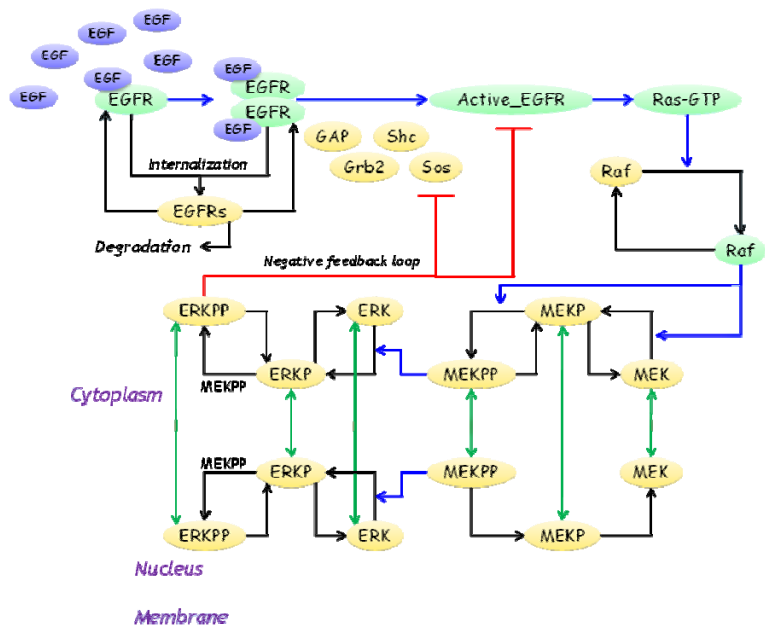 EGF
EGF
EGF
EGF
EGF
EGF
EGF
EGFR
EGFR
EGFR
EGF
Active_EGFR
Ras-GTP
GAP
Shc
Grb2
Sos
Internalization
EGFRs
Degradation
Raf
Raf
Negative feedback loop
ERKPP
ERK
MEKP
ERKP
MEKPP
MEK
MEKPP
Cytoplasm
MEKPP
ERKP
MEKPP
MEK
ERKPP
ERK
MEKP
Nucleus
Membrane